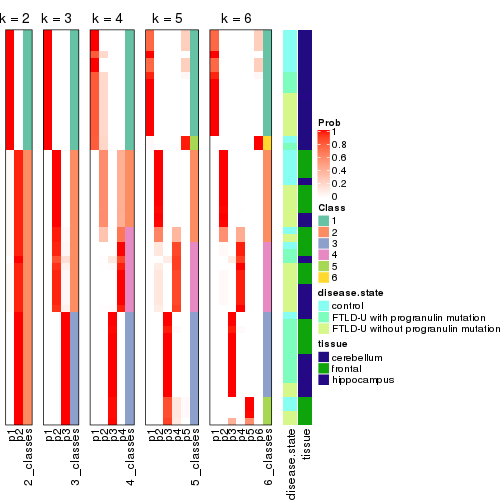 k = 2 k = 3 k = 4 k = 5 k = 6
Prob
1
0.8
0.6
0.4
0.2
0
Class
1
2
3
4
5
6
disease.state
control
FTLD-U with progranulin mutation
FTLD-U without progranulin mutation
tissue
cerebellum
frontal
hippocampus
p1 p2 2_classes p1 p2 p3 3_classes p1 p2 p3 p4 4_classes p1 p2 p3 p4 p5 5_classes p1 p2 p3 p4 p5 p6 6_classes disease.state tissue